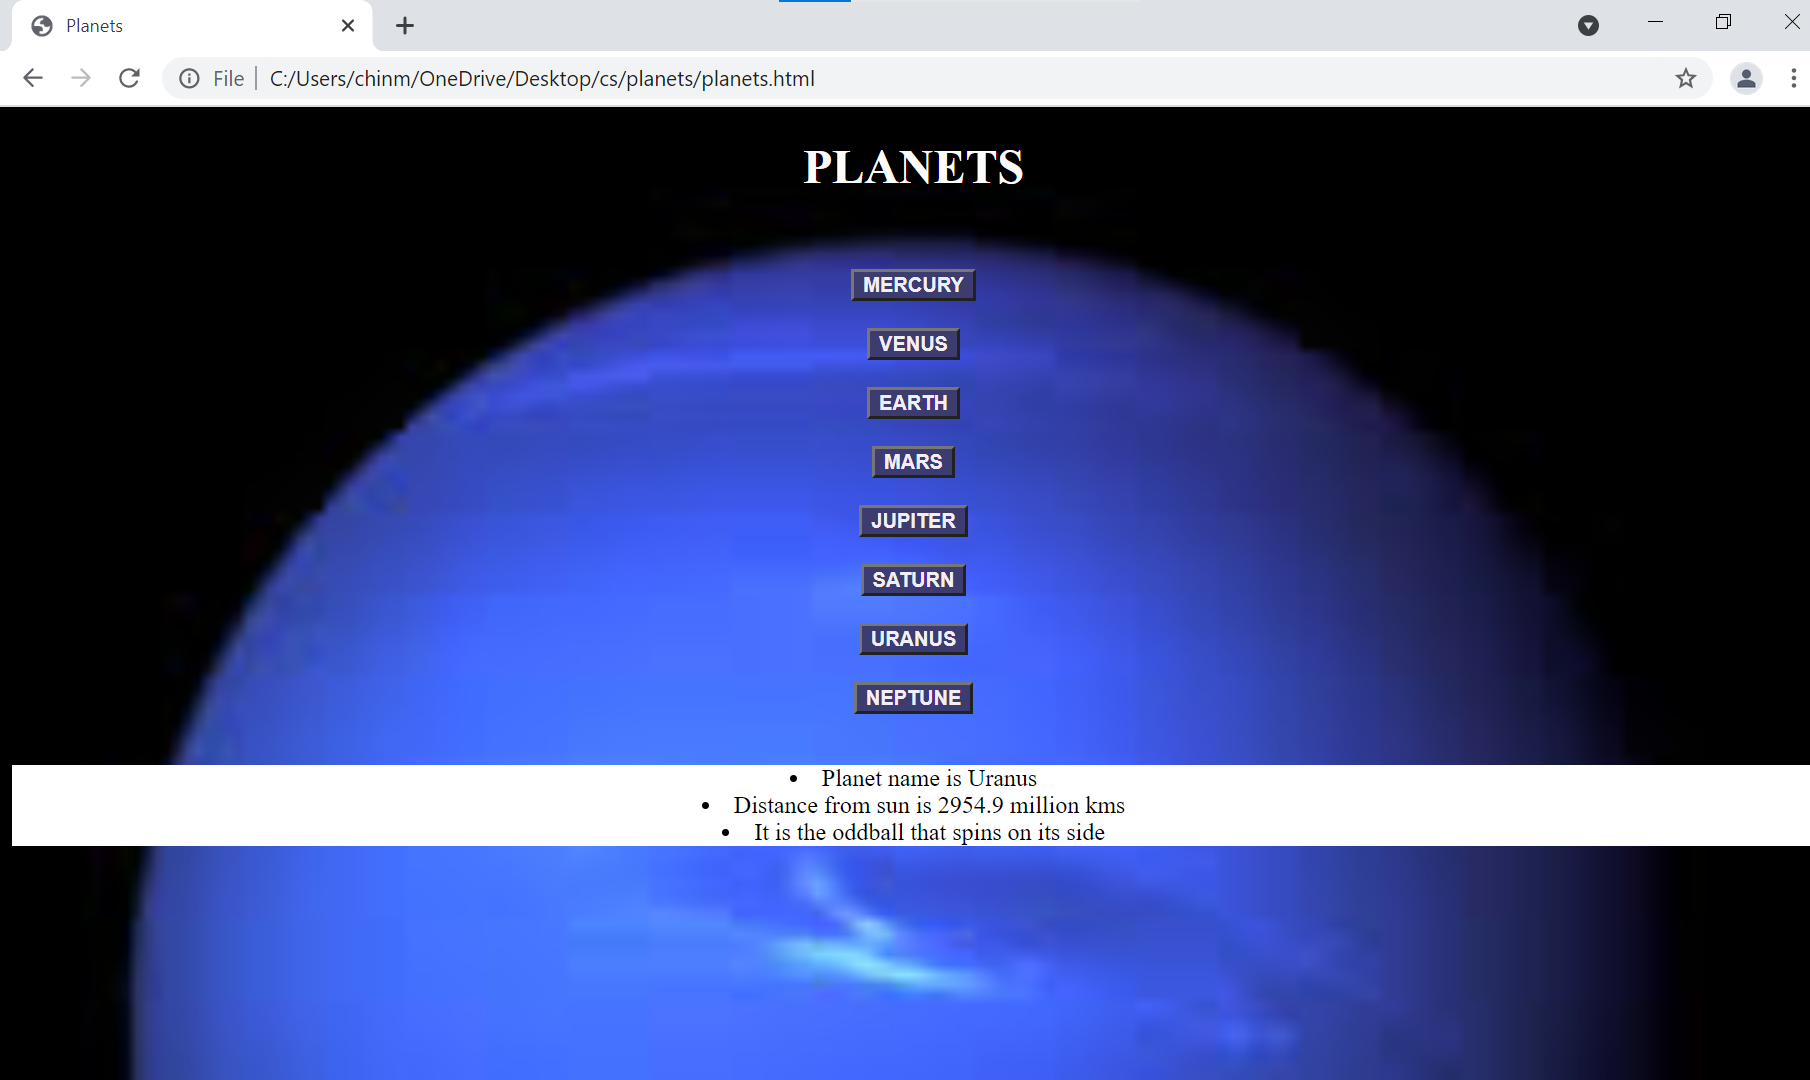 Planets
File C:/Users/chinm/OneDrive/Desktop/cs/planets/planets.html
PLANETS
MERCURY
VENUS
EARTH
MARS
JUPITER
SATURN
URANUS
NEPTUNE
• Planet name is Uranus
• Distance from sun is 2954.9 million kms
• It is the oddball that spins on its side